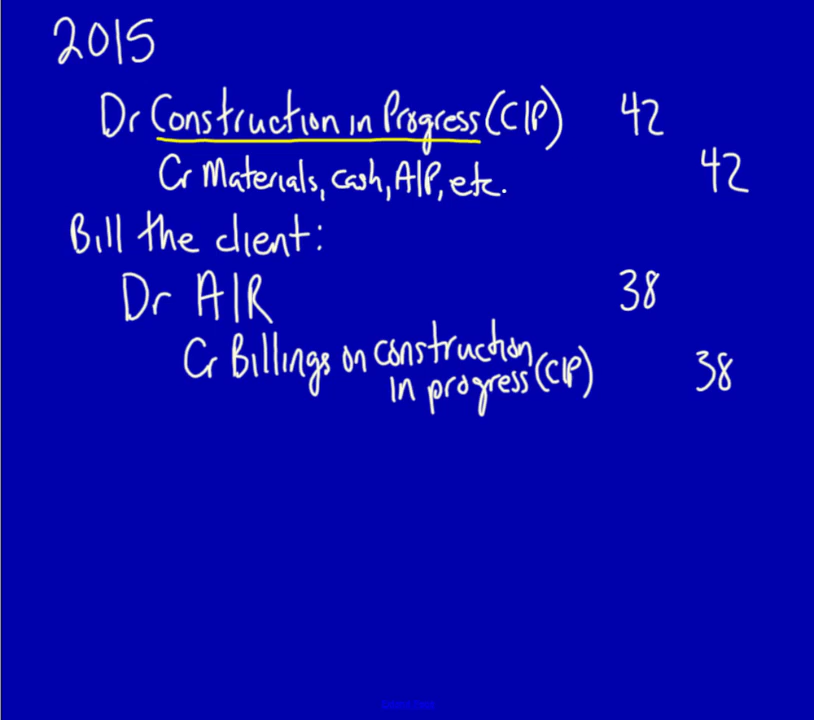 2015
Dr Construction in Progress (CIP) 42
Cr Materials, cash, A/P, etc. 42
Bill the client:
Dr A/R 38
Cr Billings on construction
in progress (CIP) 38